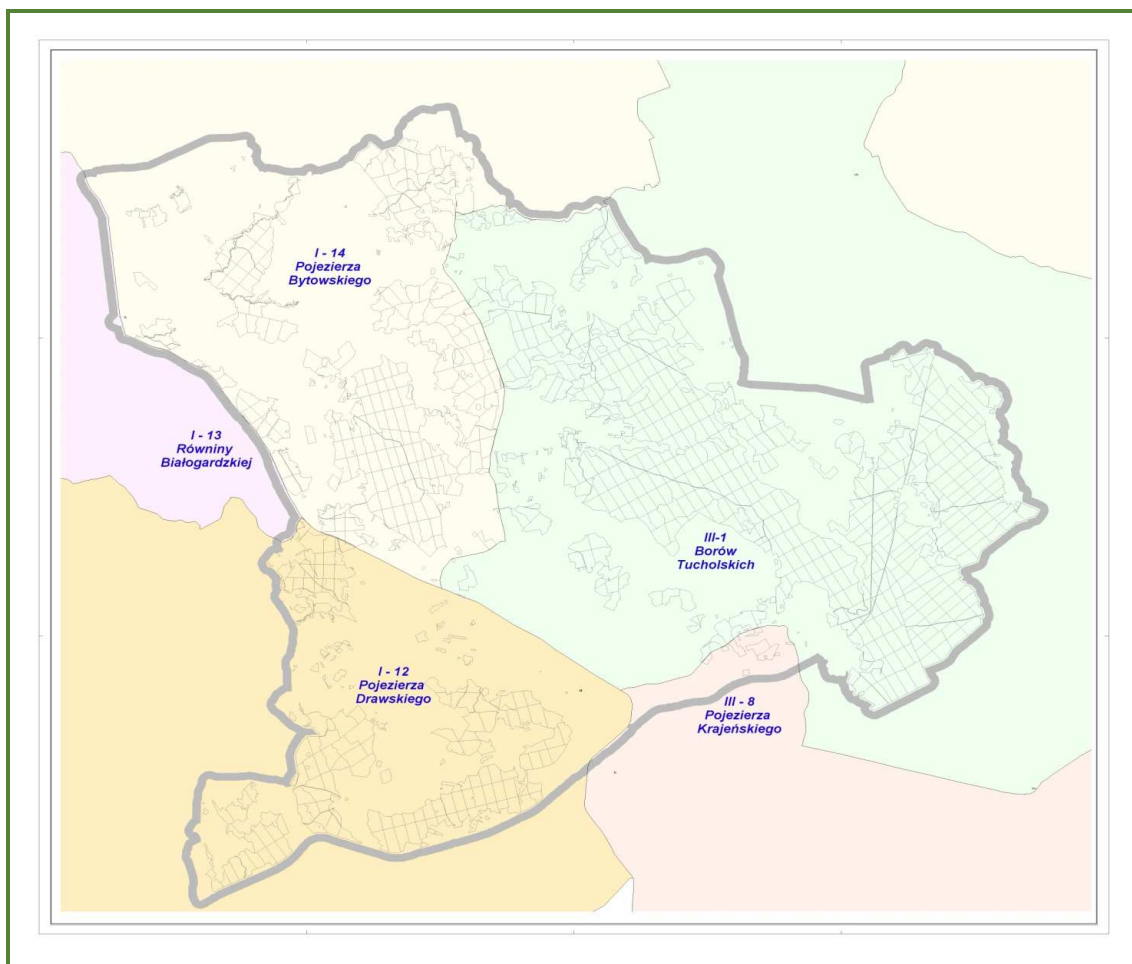 I - 14
Pojezierza
Bytowskiego
I - 13
Równiny
Białogardzkiej
III-1
Borów
Tucholskich
I - 12
Pojezierza
Drawskiego
III - 8
Pojezierza
Krajeńskiego